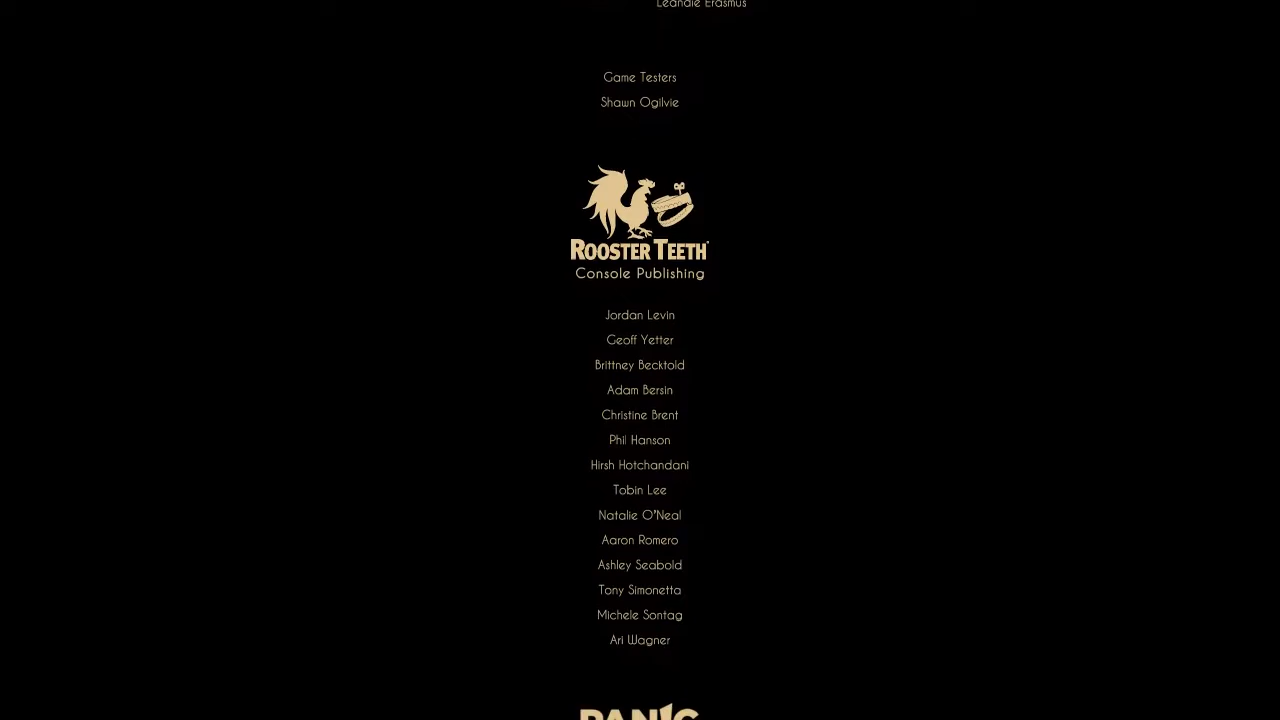 Leandie Erasmus
Game Testers
Shawn Ogilvie
ROOSTER TEETH
Console Publishing
Jordan Levin
Geoff Yetter
Brittney Becktold
Adam Bersin
Christine Brent
Phil Hanson
Hirsh Hotchandani
Tobin Lee
Natalie O'Neal
Aaron Romero
Ashley Seabold
Tony Simonetta
Michele Sontag
Ari Wagner
PANIC